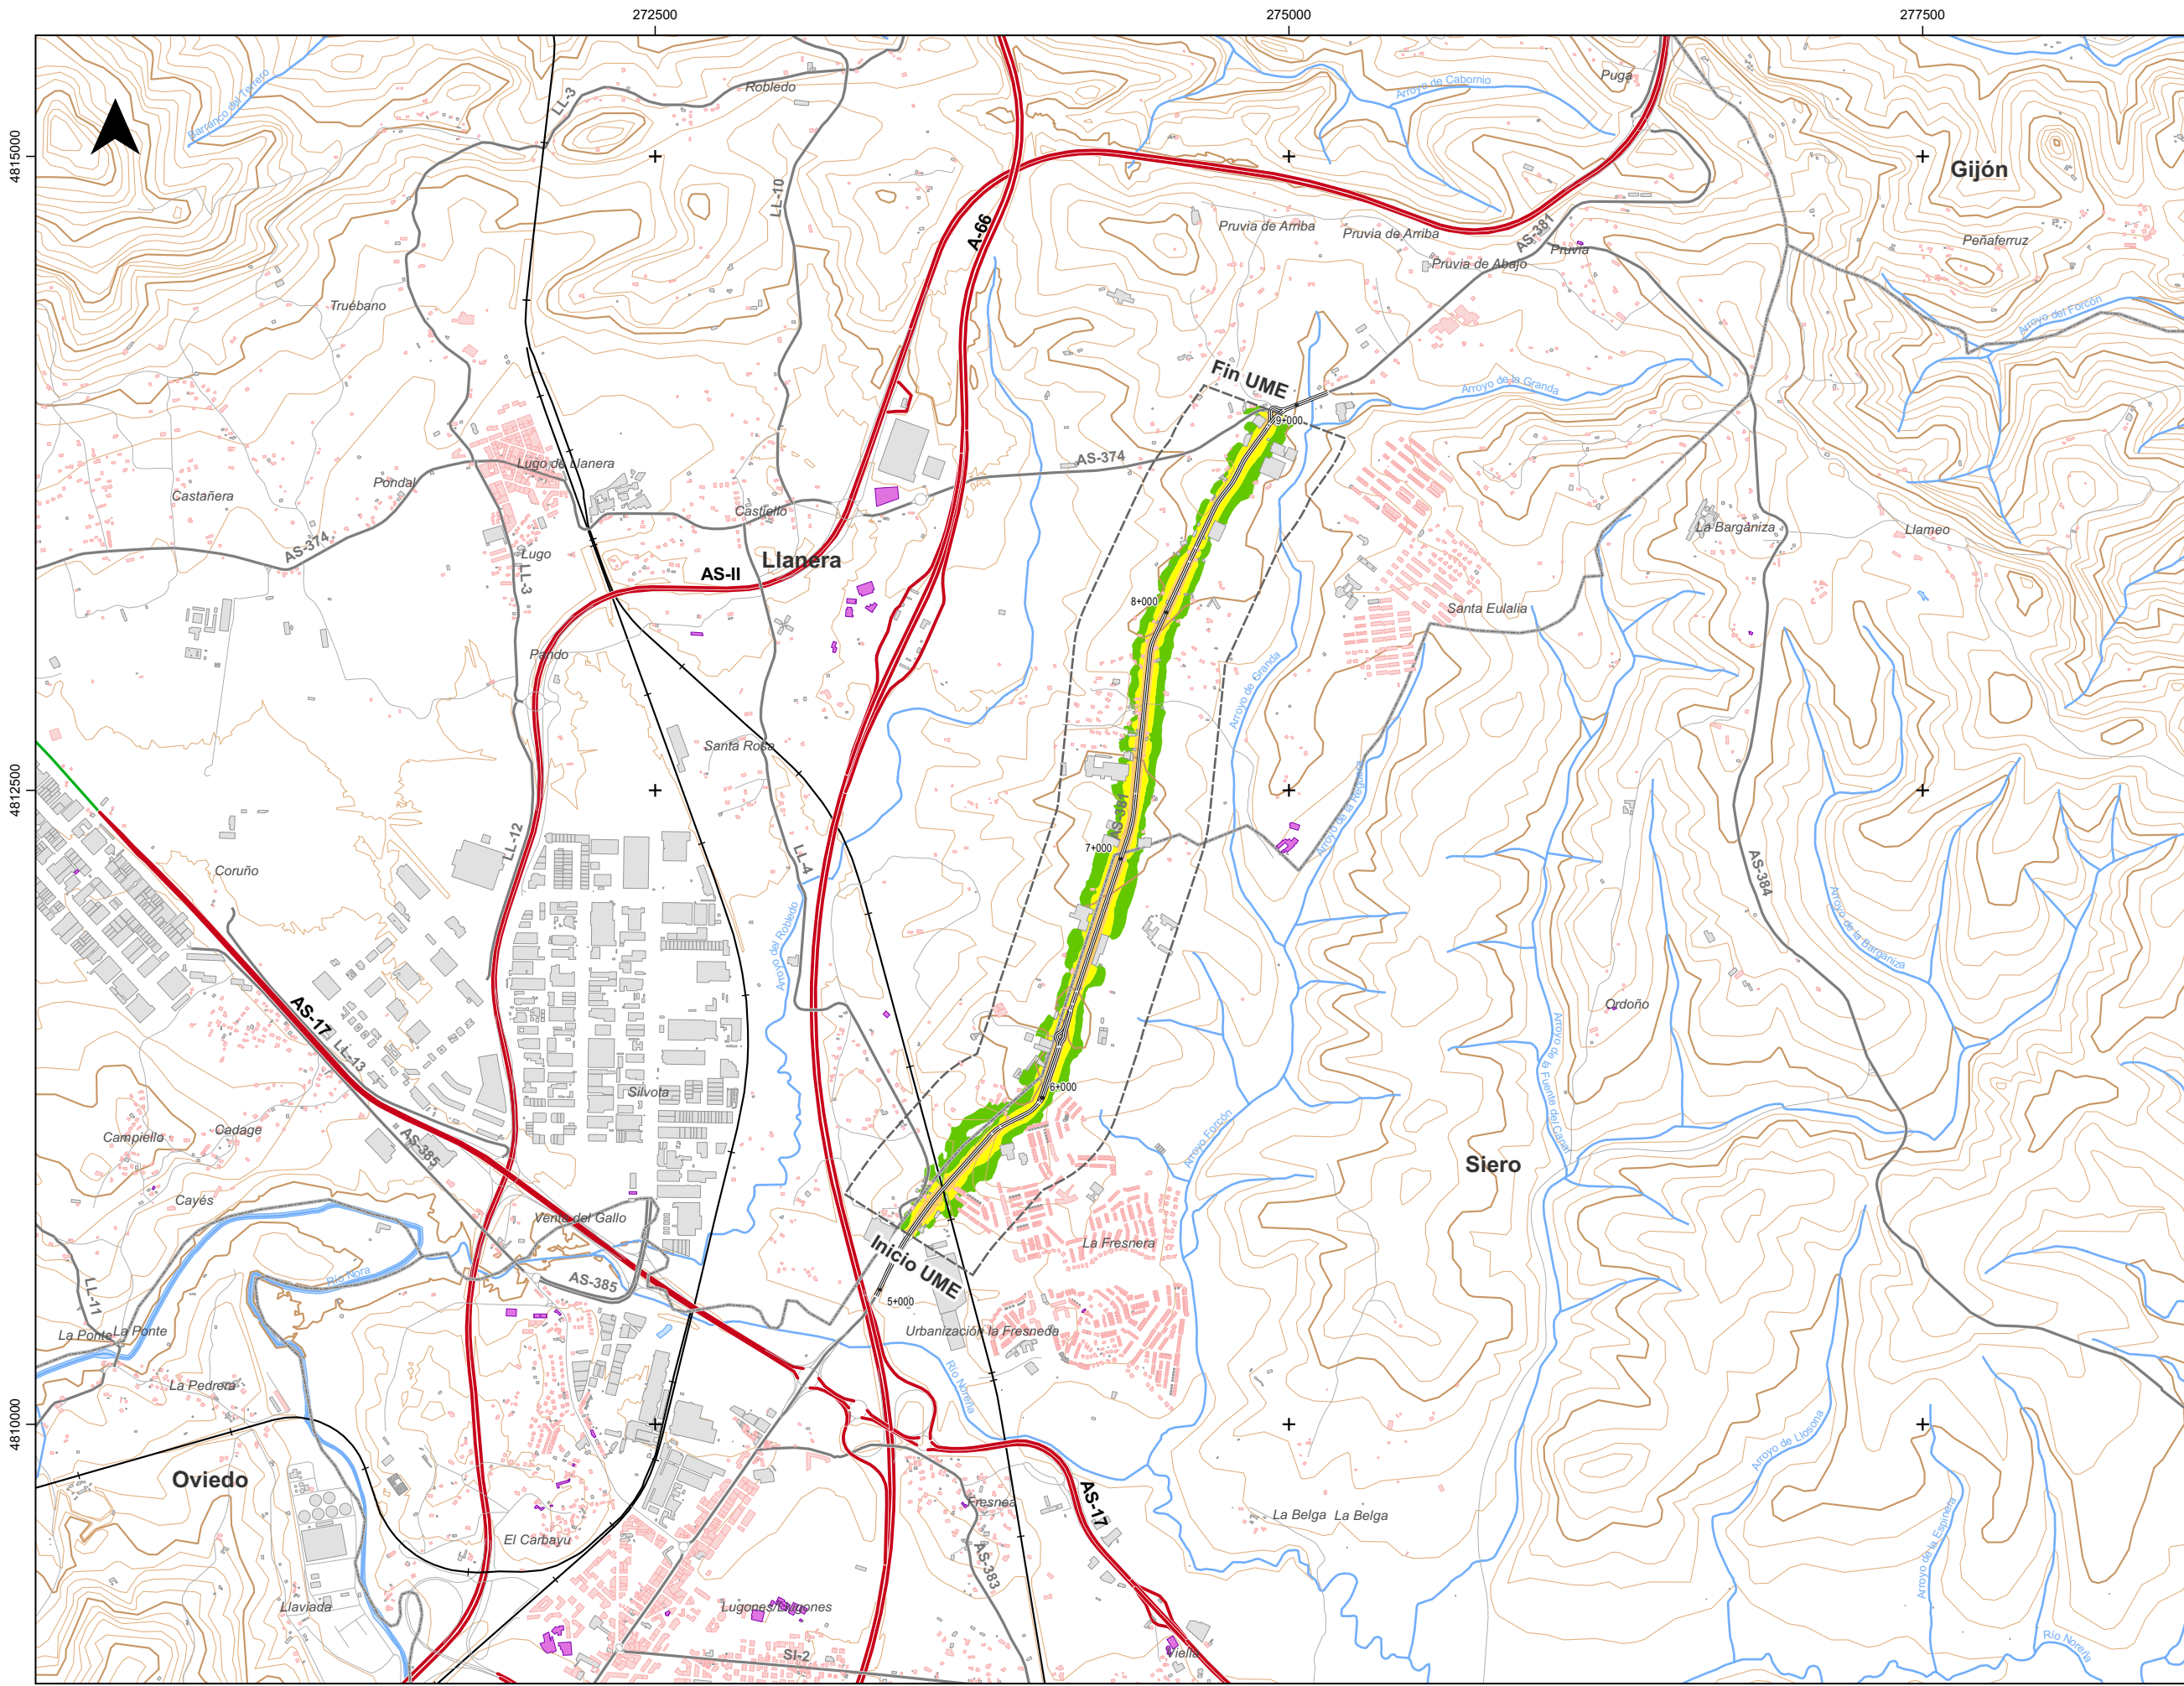 272500
275000
277500
4815000
4812500
4810000
Barranco del Terrero
LL-3
Robledo
Arroyo de Cabornio
Puga
Gijón
LL-10
A-66
Pruvia de Arriba
Pruvia de Arriba
AS-381
Pruvia
Pruvia de Abajo
Peñaferruz
Arroyo del Forcón
Truébano
Fin UME
Arroyo de la Granda
9+000
Lugo de Llanera
AS-374
Pondal
Castañera
Castiello
La Bargániza
Llameo
AS-374
Lugo
Llanera
LL-3
AS-II
8+000
Santa Eulalia
Pando
Arroyo de Granda
Santa Rosa
AS-381
Arroyo de la Reguera
LL-12
LL-4
7+000
Coruño
AS-384
Arroyo del Robledo
Arroyo de la Bargániza
AS-17
LL-13
Ordoño
Arroyo de la Fuente del Canal
Silvota
6+000
Campiello
Cadage
AS-385
Arroyo Forcón
Siero
Cayés
Venta del Gallo
La Fresnera
Inicio UME
Río Nora
AS-385
LL-11
5+000
La Ponte
La Ponte
Urbanización la Fresneda
Río Noreña
La Pedrera
Arroyo de Llosona
Oviedo
AS-17
Fresnea
La Belga
La Belga
El Carbayu
AS-383
Arroyo de la Espinera
Llaviada
Lugones/Llugones
Río Noreña
SI-2
Viella